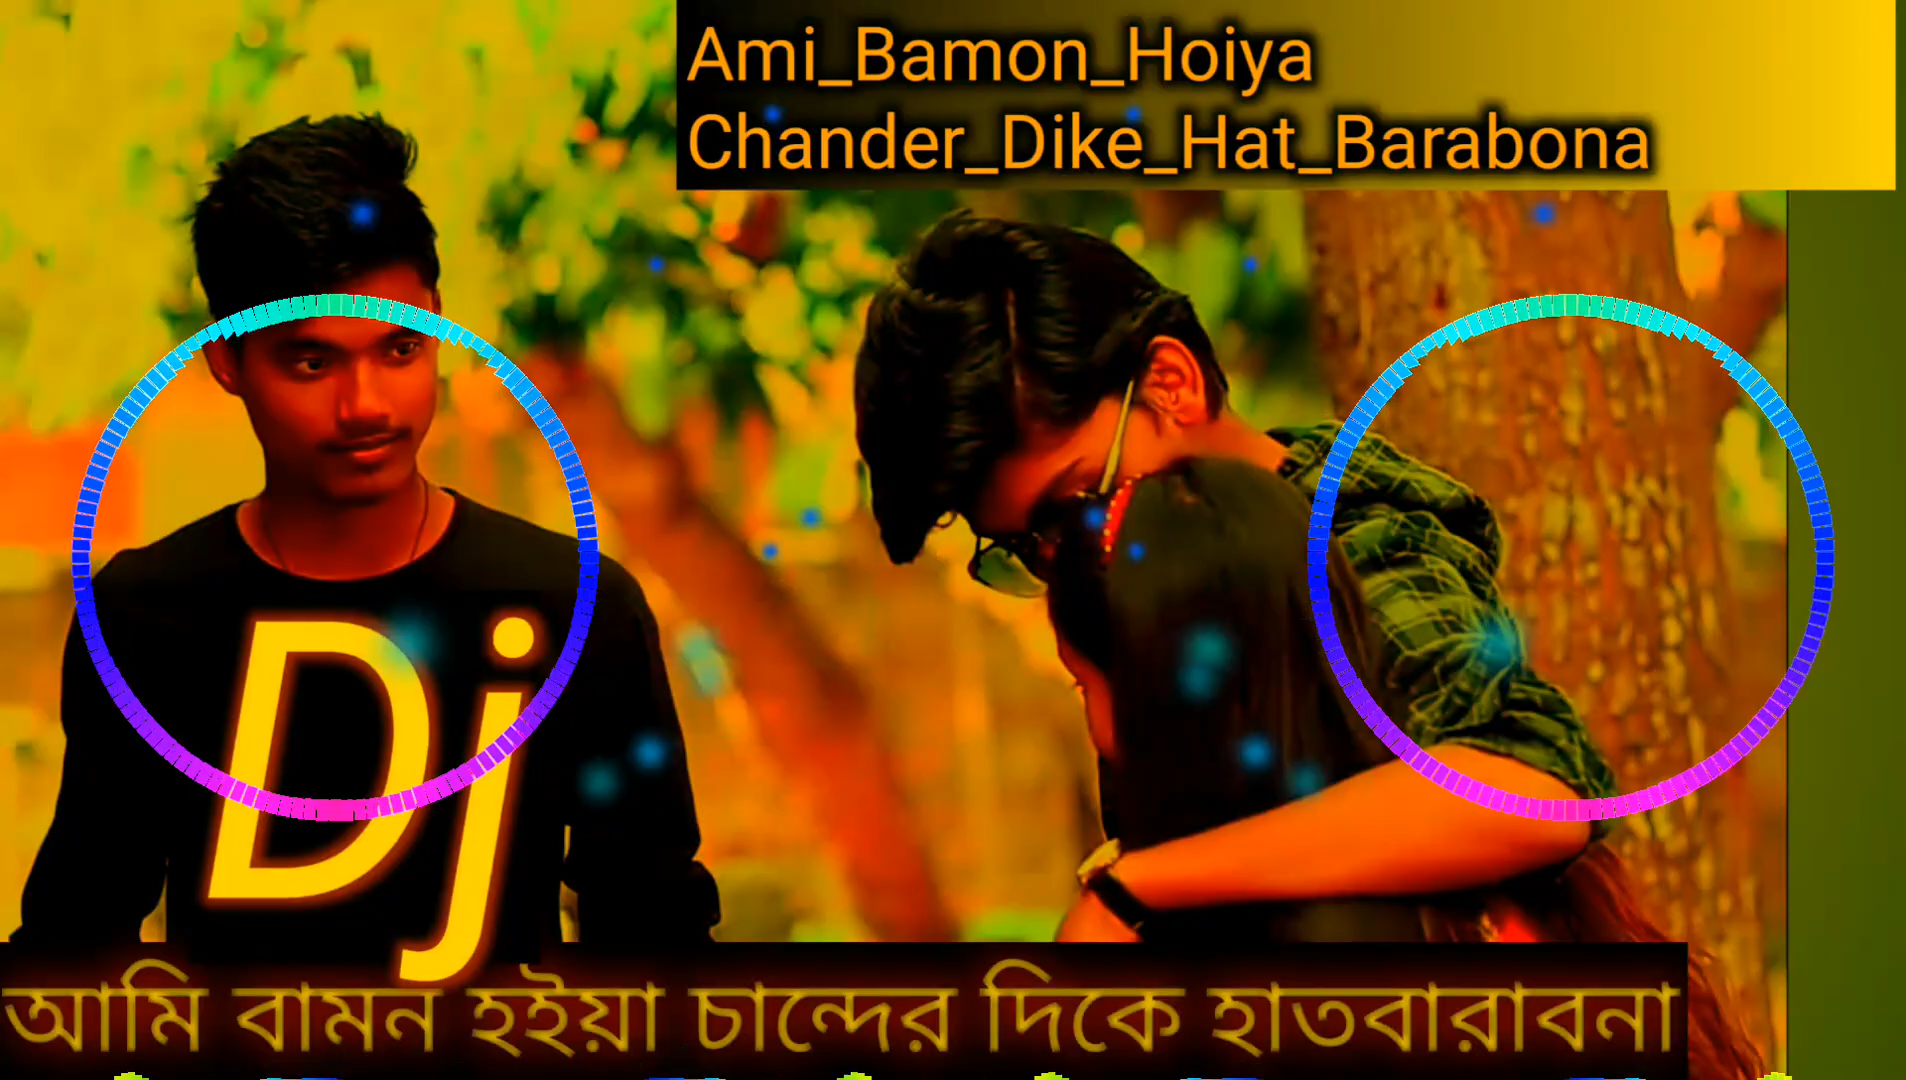 Ami_Bamon_Hoiya
Chander_Dike_Hat_Barabona
Dj
আমি বামন হইয়া চান্দের দিকে হাতবারাবনা